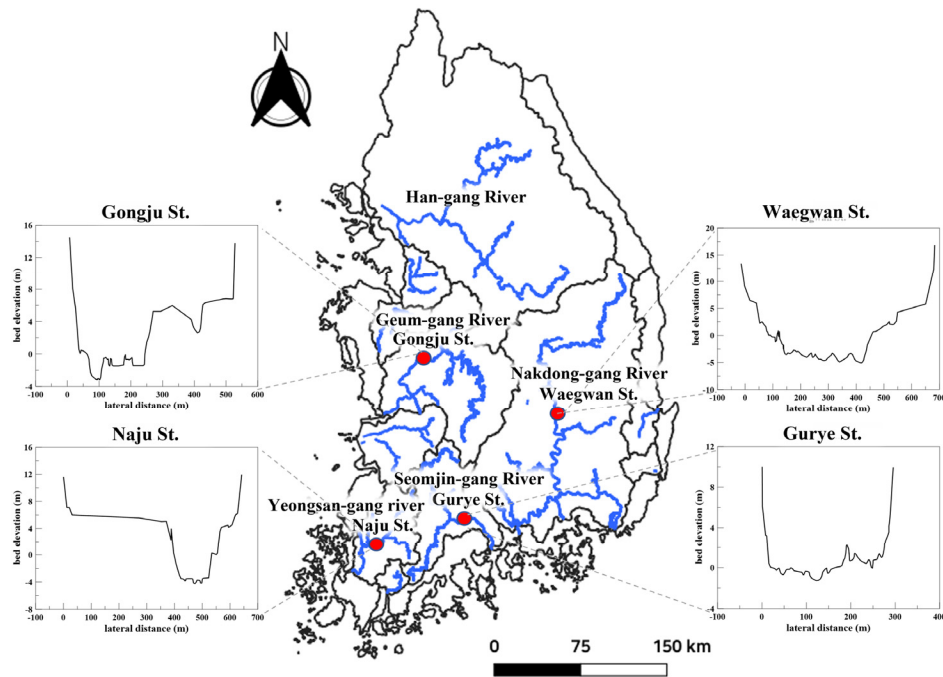 N
Gongju St.
16
12
8
4
0
-4
bed elevation (m)
0 100 200 300 400 500 600
lateral distance (m)
Naju St.
16
12
8
4
0
-4
-8
bed elevation (m)
0 100 200 300 400 500 600 700
lateral distance (m)
Han-gang River
Geum-gang River
Gongju St.
Nakdong-gang River
Waegwan St.
Seomjin-gang River
Gurye St.
Yeongsan-gang river
Naju St.
Waegwan St.
20
15
10
5
0
-5
-10
bed elevation (m)
0 100 200 300 400 500 600 700
lateral distance (m)
Gurye St.
12
8
4
0
-4
bed elevation (m)
0 100 200 300 400
lateral distance (m)
0 75 150 km